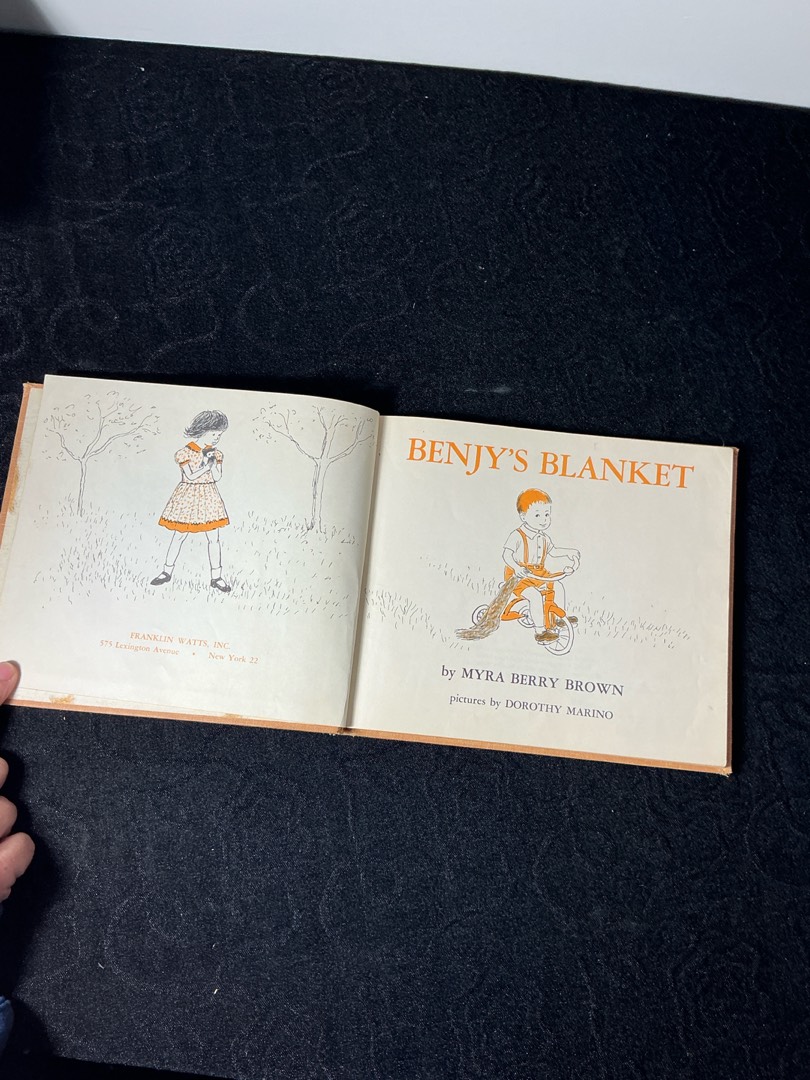 FRANKLIN WATTS, INC.
575 Lexington Avenue • New York 22
BENJY'S BLANKET
by MYRA BERRY BROWN
pictures by DOROTHY MARINO